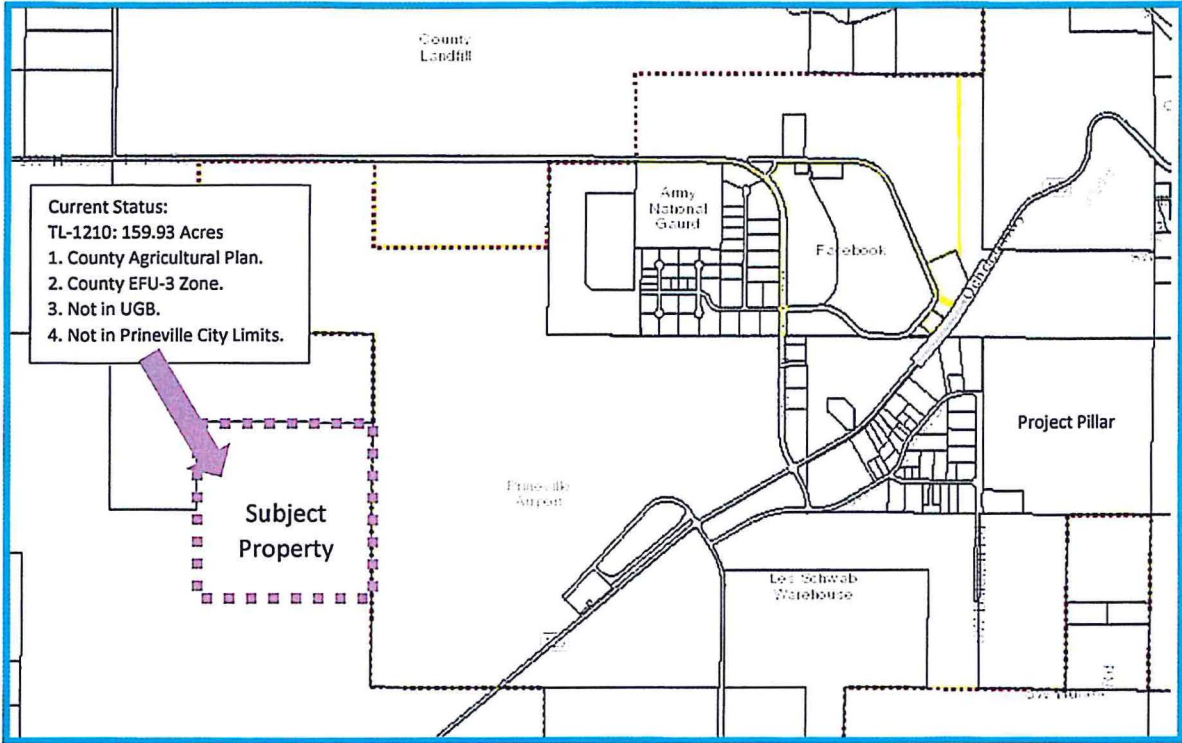 County
Landfill
Current Status:
TL-1210: 159.93 Acres
1. County Agricultural Plan.
2. County EFU-3 Zone.
3. Not in UGB.
4. Not in Prineville City Limits.
Army
National
Gaurd
Facebook
Project Pillar
Prineville
Airport
Subject
Property
Les Schwab
Warehouse